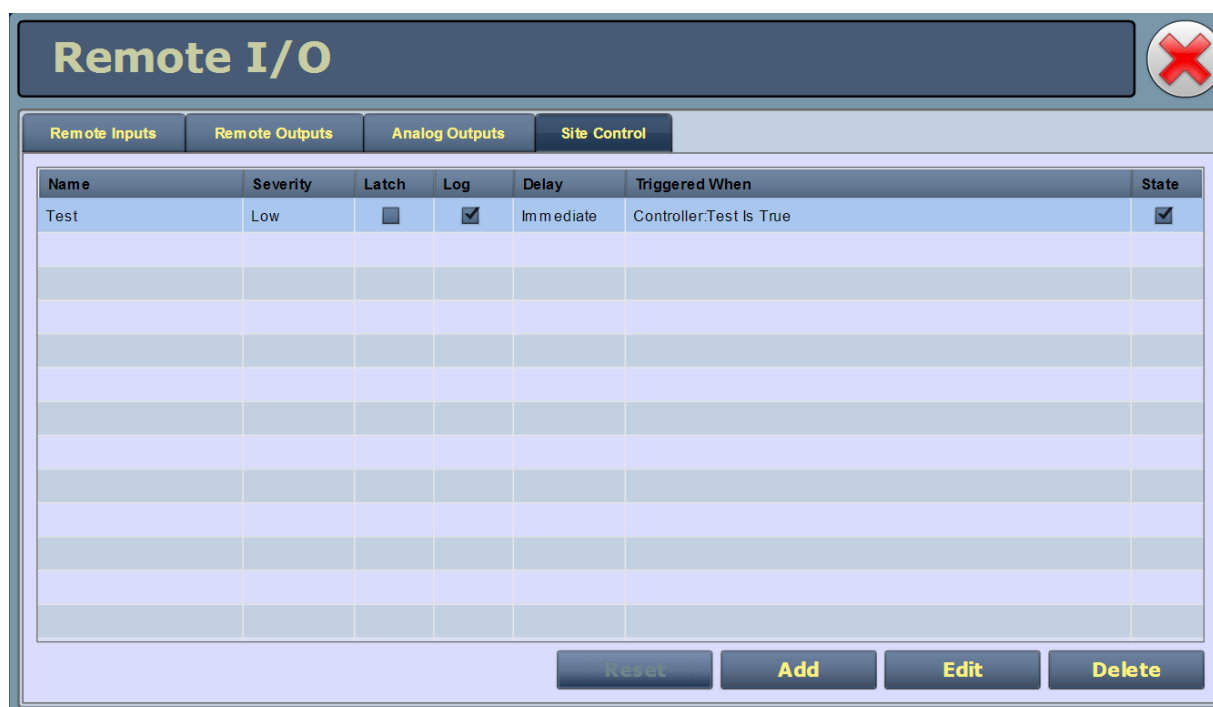 Remote I/O
Remote Inputs Remote Outputs Analog Outputs Site Control
Name Severity Latch Log Delay Triggered When State
Test Low Immediate Controller:Test Is True
Reset Add Edit Delete